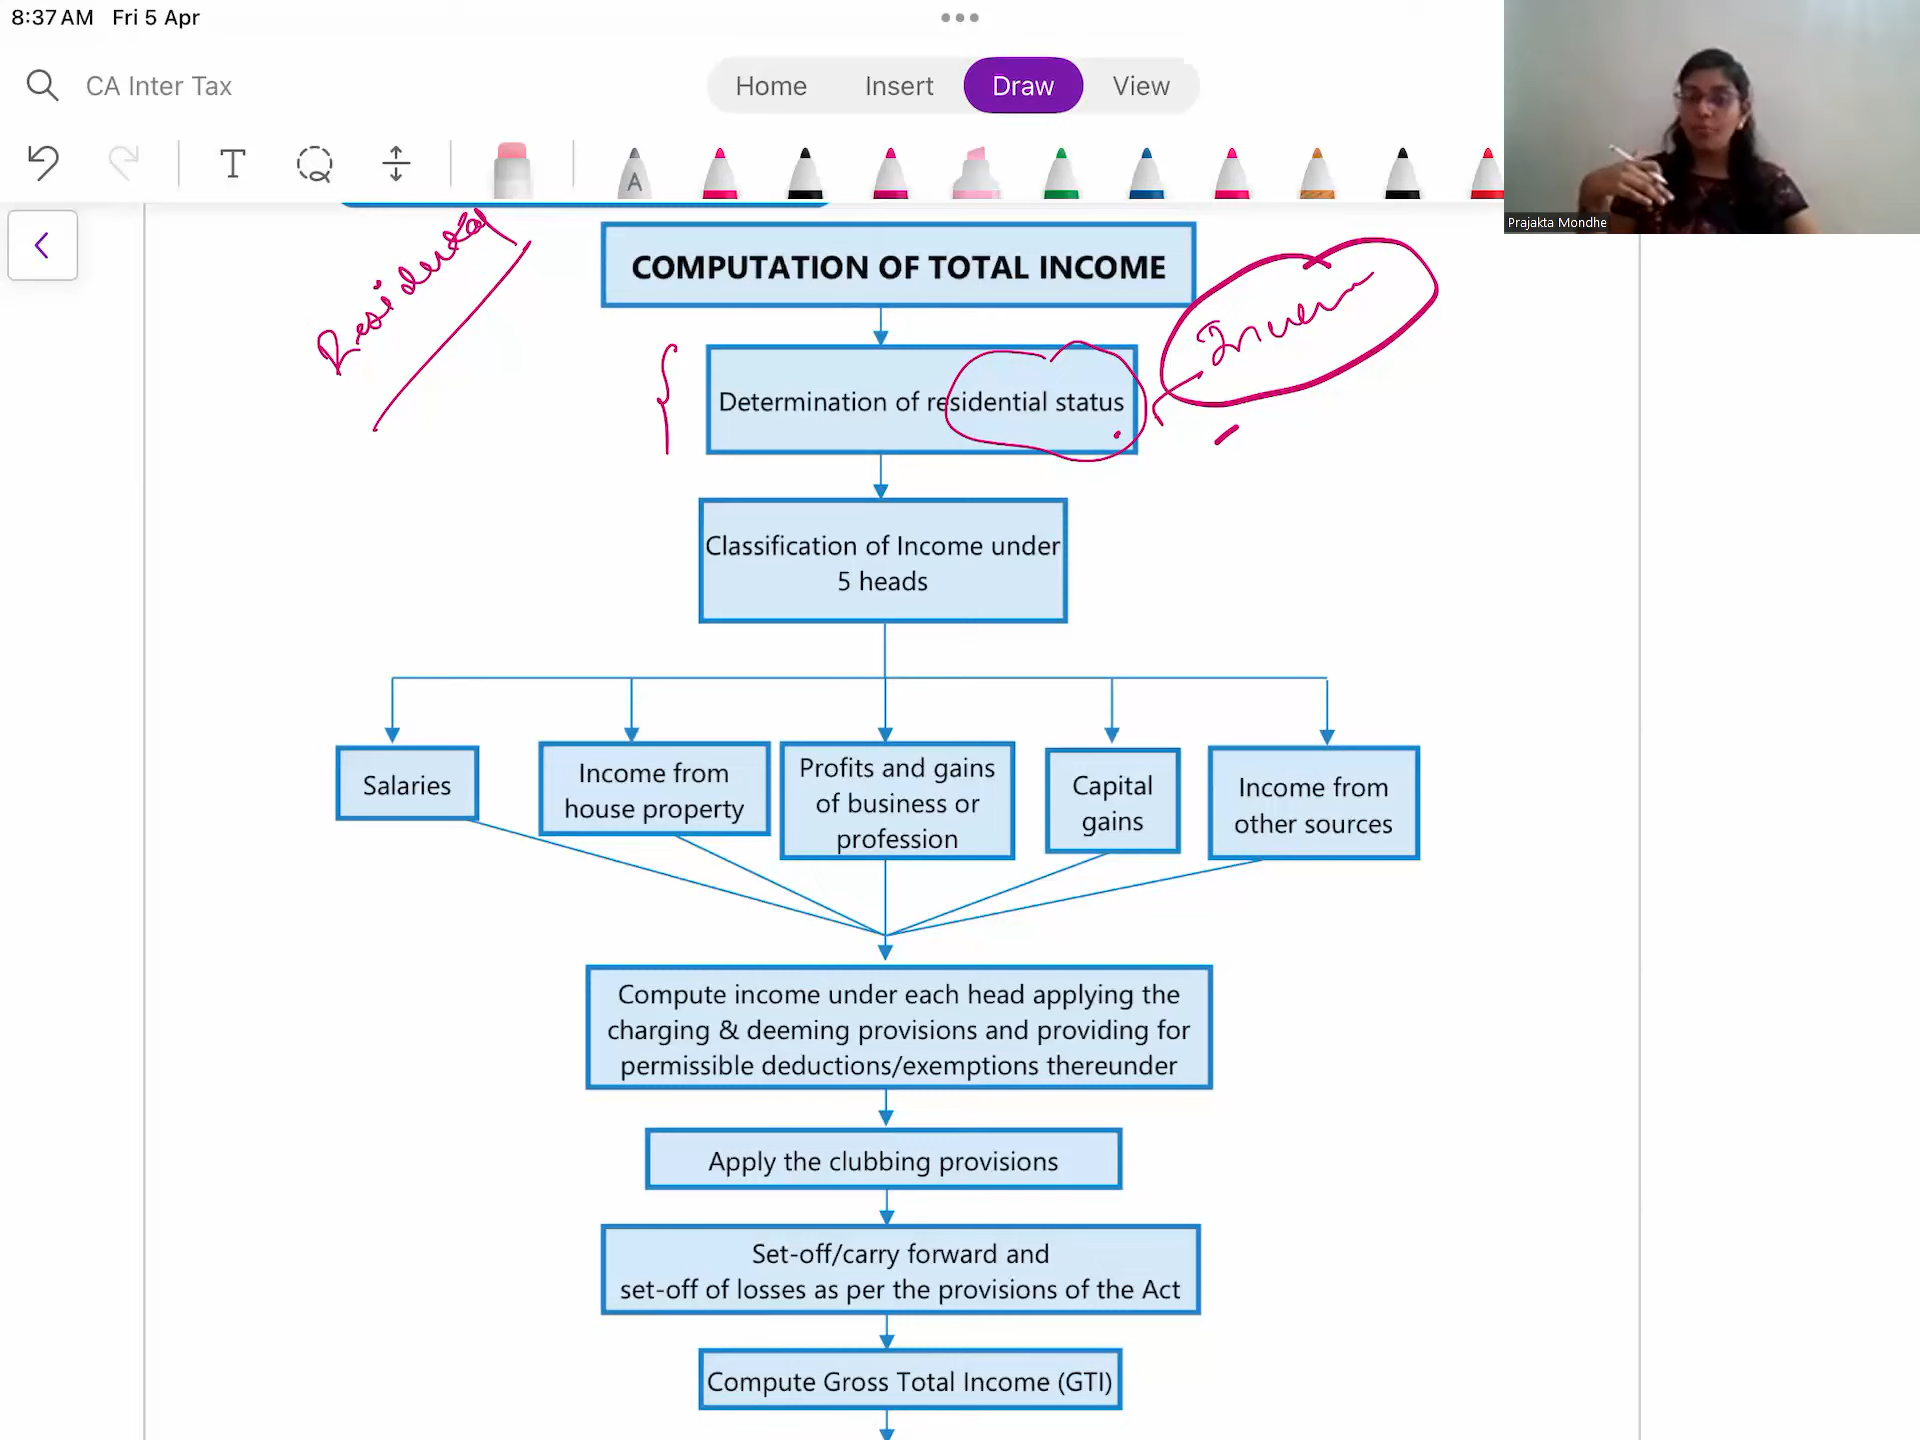 8:37 AM Fri 5 Apr
CA Inter Tax
Home Insert Draw View
T
A
Prajakta Mondhe
Residental
COMPUTATION OF TOTAL INCOME
Determination of residential status
Classification of Income under
5 heads
Salaries
Income from
house property
Profits and gains
of business or
profession
Capital
gains
Income from
other sources
Compute income under each head applying the
charging & deeming provisions and providing for
permissible deductions/exemptions thereunder
Apply the clubbing provisions
Set-off/carry forward and
set-off of losses as per the provisions of the Act
Compute Gross Total Income (GTI)